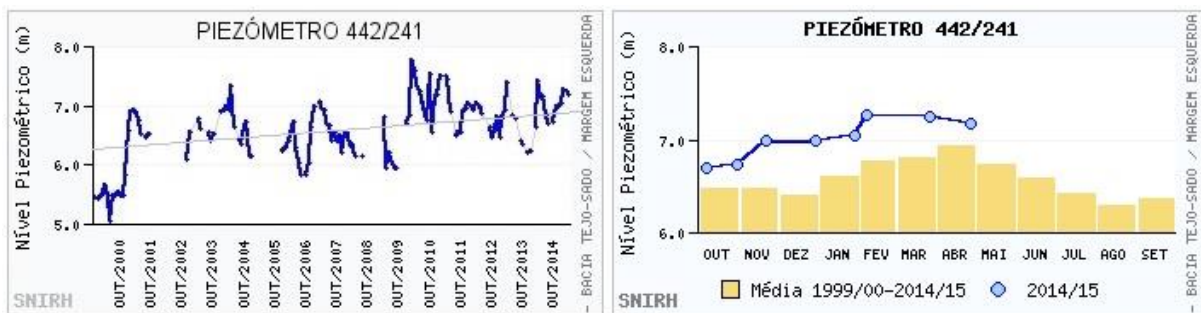 PIEZÓMETRO 442/241
Nível Piezométrico (m)
8.0
7.0
6.0
5.0
OUT/2000
OUT/2001
OUT/2002
OUT/2003
OUT/2004
OUT/2005
OUT/2006
OUT/2007
OUT/2008
OUT/2009
OUT/2010
OUT/2011
OUT/2012
OUT/2013
OUT/2014
SNIRH
- BACIA TEJO-SADO / MARGEM ESQUERDA
PIEZÓMETRO 442/241
Nível Piezométrico (m)
8.0
7.0
6.0
OUT NOV DEZ JAN FEV MAR ABR MAI JUN JUL AGO SET
SNIRH
Média 1999/00-2014/15 2014/15
- BACIA TEJO-SADO / MARGEM ESQUERDA